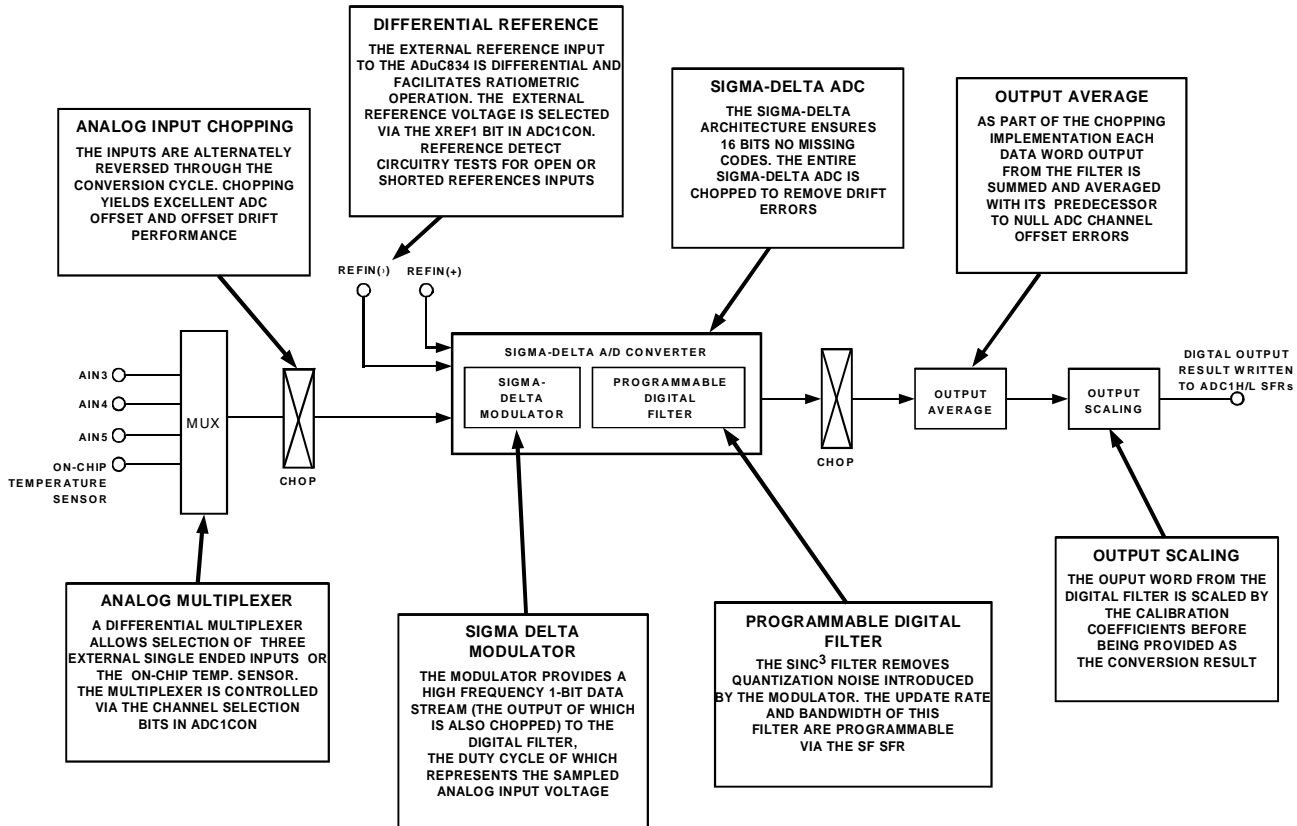 DIFFERENTIAL REFERENCE
THE EXTERNAL REFERENCE INPUT
TO THE ADuC834 IS DIFFERENTIAL AND
FACILITATES RATIOMETRIC
OPERATION. THE EXTERNAL
REFERENCE VOLTAGE IS SELECTED
VIA THE XREF1 BIT IN ADC1CON.
REFERENCE DETECT
CIRCUITRY TESTS FOR OPEN OR
SHORTED REFERENCES INPUTS
SIGMA-DELTA ADC
THE SIGMA-DELTA
ARCHITECTURE ENSURES
16 BITS NO MISSING
CODES. THE ENTIRE
SIGMA-DELTA ADC IS
CHOPPED TO REMOVE DRIFT
ERRORS
OUTPUT AVERAGE
AS PART OF THE CHOPPING
IMPLEMENTATION EACH
DATA WORD OUTPUT
FROM THE FILTER IS
SUMMED AND AVERAGED
WITH ITS PREDECESSOR
TO NULL ADC CHANNEL
OFFSET ERRORS
ANALOG INPUT CHOPPING
THE INPUTS ARE ALTERNATELY
REVERSED THROUGH THE
CONVERSION CYCLE. CHOPPING
YIELDS EXCELLENT ADC
OFFSET AND OFFSET DRIFT
PERFORMANCE
REFIN( ) REFIN(+)
AIN3
AIN4
AIN5
ON-CHIP
TEMPERATURE
SENSOR
MUX
CHOP
SIGMA-DELTA A/D CONVERTER
SIGMA-
DELTA
MODULATOR
PROGRAMMABLE
DIGITAL
FILTER
CHOP
OUTPUT
AVERAGE
OUTPUT
SCALING
DIGTAL OUTPUT
RESULT WRITTEN
TO ADC1H/L SFRs
ANALOG MULTIPLEXER
A DIFFERENTIAL MULTIPLEXER
ALLOWS SELECTION OF THREE
EXTERNAL SINGLE ENDED INPUTS OR
THE ON-CHIP TEMP. SENSOR.
THE MULTIPLEXER IS CONTROLLED
VIA THE CHANNEL SELECTION
BITS IN ADC1CON
SIGMA DELTA
MODULATOR
THE MODULATOR PROVIDES A
HIGH FREQUENCY 1-BIT DATA
STREAM (THE OUTPUT OF WHICH
IS ALSO CHOPPED) TO THE
DIGITAL FILTER,
THE DUTY CYCLE OF WHICH
REPRESENTS THE SAMPLED
ANALOG INPUT VOLTAGE
PROGRAMMABLE DIGITAL
FILTER
THE SINC³ FILTER REMOVES
QUANTIZATION NOISE INTRODUCED
BY THE MODULATOR. THE UPDATE RATE
AND BANDWIDTH OF THIS
FILTER ARE PROGRAMMABLE
VIA THE SF SFR
OUTPUT SCALING
THE OUPUT WORD FROM THE
DIGITAL FILTER IS SCALED BY
THE CALIBRATION
COEFFICIENTS BEFORE
BEING PROVIDED AS
THE CONVERSION RESULT